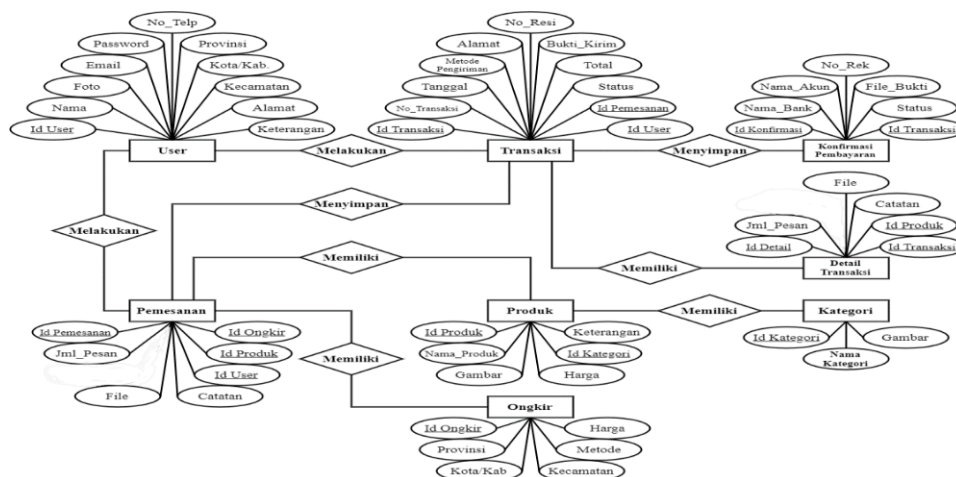 No_Telp
Password
Provinsi
Email
Kota/Kab.
Foto
Kecamatan
Nama
Alamat
Id User
Keterangan
User
Melakukan
No_Resi
Alamat
Bukti_Kirim
Metode
Pengiriman
Total
Tanggal
Status
No_Transaksi
Id Pemesanan
Id Transaksi
Id User
Transaksi
Menyimpan
No_Rek
Nama_Akun
File_Bukti
Nama_Bank
Status
Id Konfirmasi
Id Transaksi
Konfirmasi
Pembayaran
Melakukan
Menyimpan
Memiliki
File
Catatan
Jml_Pesan
Id Produk
Id Detail
Id Transaksi
Memiliki
Detail
Transaksi
Pemesanan
Id Pemesanan
Id Ongkir
Jml_Pesan
Id Produk
Id User
File
Catatan
Memiliki
Produk
Id Produk
Keterangan
Nama_Produk
Id Kategori
Gambar
Harga
Memiliki
Kategori
Id Kategori
Gambar
Nama
Kategori
Ongkir
Id Ongkir
Harga
Provinsi
Metode
Kota/Kab
Kecamatan